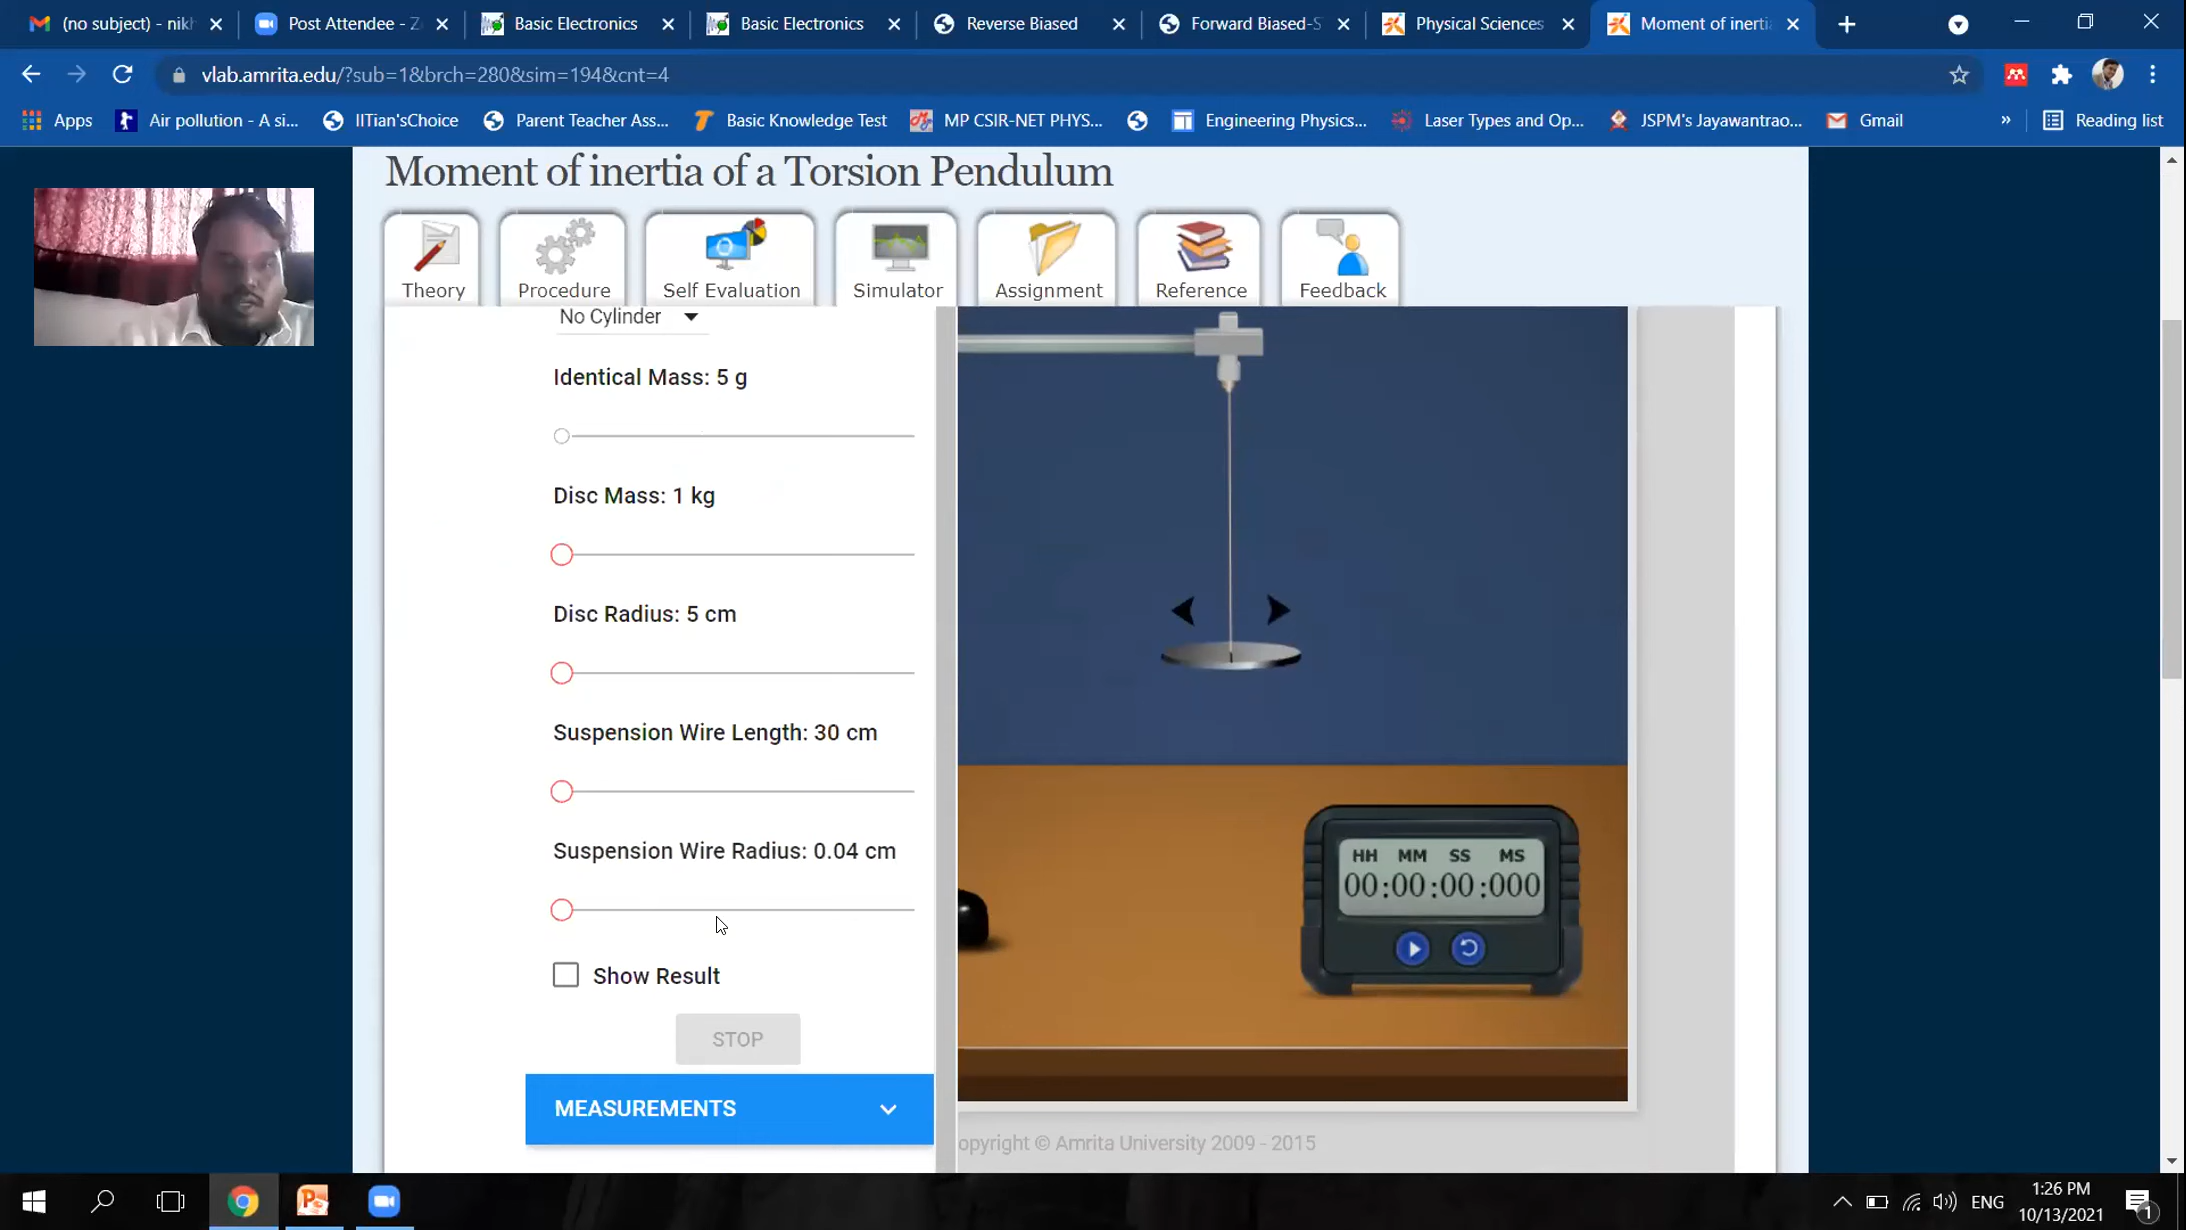 (no subject) - nikh
Post Attendee - Z
Basic Electronics
Basic Electronics
Reverse Biased
Forward Biased-S
Physical Sciences
Moment of inertia
vlab.amrita.edu/?sub=1&brch=280&sim=194&cnt=4
Apps
Air pollution - A si...
IITian'sChoice
Parent Teacher Ass...
Basic Knowledge Test
MP CSIR-NET PHYS...
Engineering Physics...
Laser Types and Op...
JSPM's Jayawantrao...
Gmail
»
Reading list
Moment of inertia of a Torsion Pendulum
Theory
Procedure
Self Evaluation
Simulator
Assignment
Reference
Feedback
No Cylinder
Identical Mass: 5 g
Disc Mass: 1 kg
Disc Radius: 5 cm
Suspension Wire Length: 30 cm
Suspension Wire Radius: 0.04 cm
Show Result
STOP
MEASUREMENTS
HH MM SS MS
00:00:00:000
opyright © Amrita University 2009 - 2015
ENG
1:26 PM
10/13/2021
1